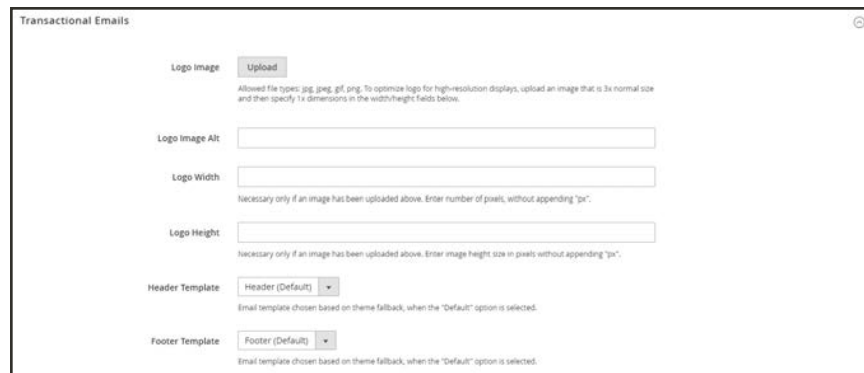 Transactional Emails
Logo Image
Upload
Allowed file types: jpg, jpeg, gif, png. To optimize logo for high-resolution displays, upload an image that is 3x normal size
and then specify 1x dimensions in the width/height fields below.
Logo Image Alt
Logo Width
Necessary only if an image has been uploaded above. Enter number of pixels, without appending "px".
Logo Height
Necessary only if an image has been uploaded above. Enter image height size in pixels without appending "px".
Header Template
Header (Default)
Email template chosen based on theme fallback, when the "Default" option is selected.
Footer Template
Footer (Default)
Email template chosen based on theme fallback, when the "Default" option is selected.